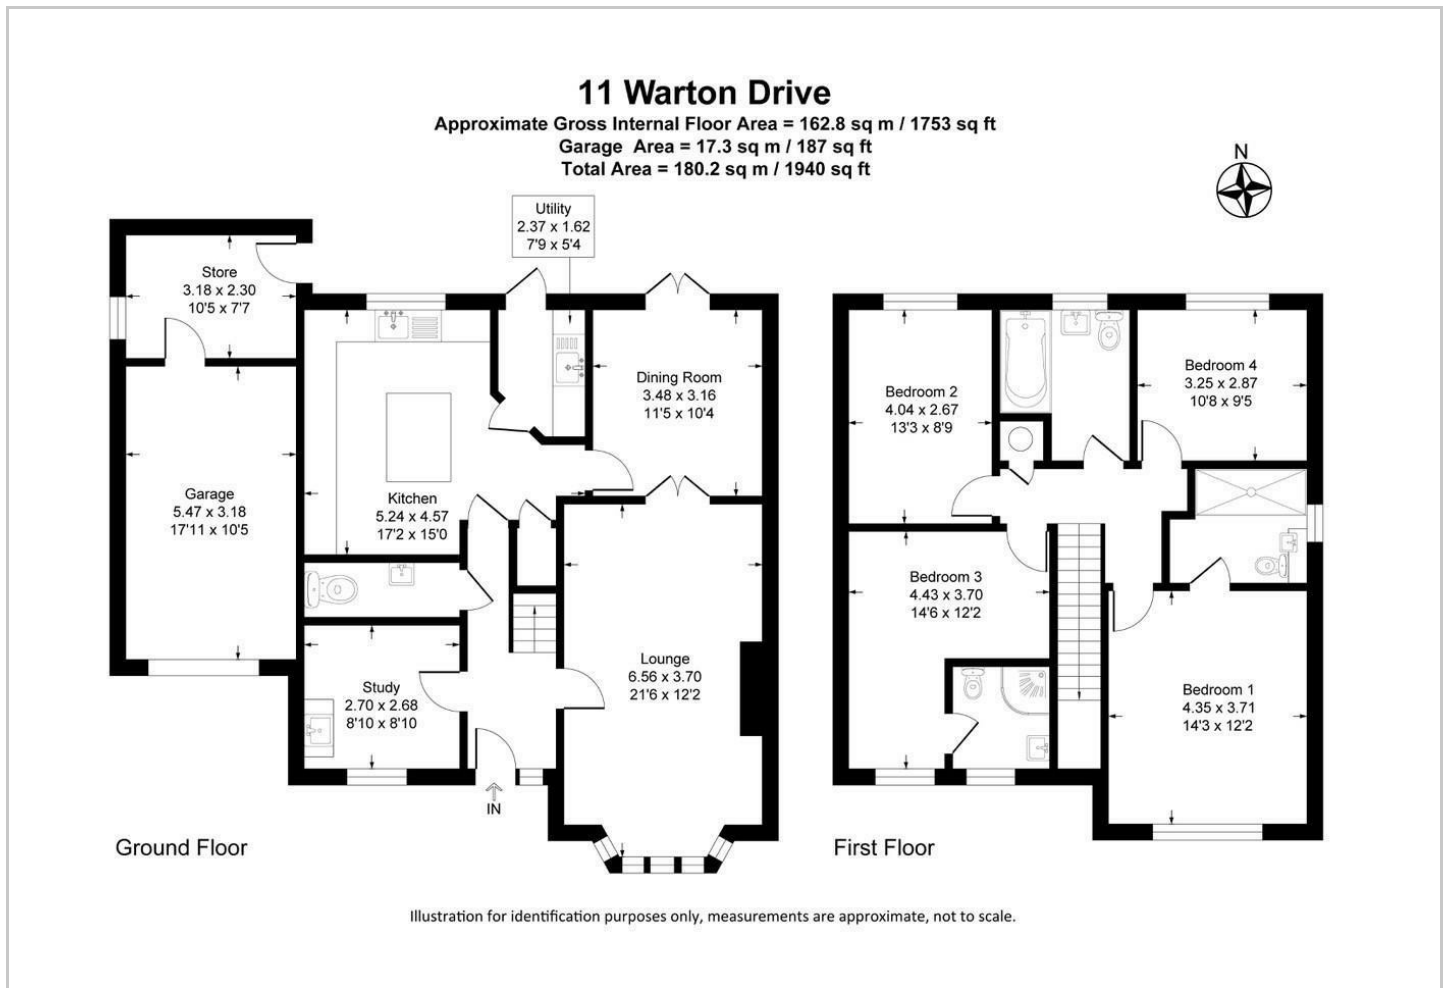 11 Warton Drive
Approximate Gross Internal Floor Area = 162.8 sq m / 1753 sq ft
Garage Area = 17.3 sq m / 187 sq ft
Total Area = 180.2 sq m / 1940 sq ft
N
Utility
2.37 x 1.62
7'9 x 5'4
Store
3.18 x 2.30
10'5 x 7'7
Dining Room
3.48 x 3.16
11'5 x 10'4
Kitchen
5.24 x 4.57
17'2 x 15'0
Garage
5.47 x 3.18
17'11 x 10'5
Study
2.70 x 2.68
8'10 x 8'10
Lounge
6.56 x 3.70
21'6 x 12'2
IN
Ground Floor
Bedroom 2
4.04 x 2.67
13'3 x 8'9
Bedroom 4
3.25 x 2.87
10'8 x 9'5
Bedroom 3
4.43 x 3.70
14'6 x 12'2
Bedroom 1
4.35 x 3.71
14'3 x 12'2
First Floor
Illustration for identification purposes only, measurements are approximate, not to scale.